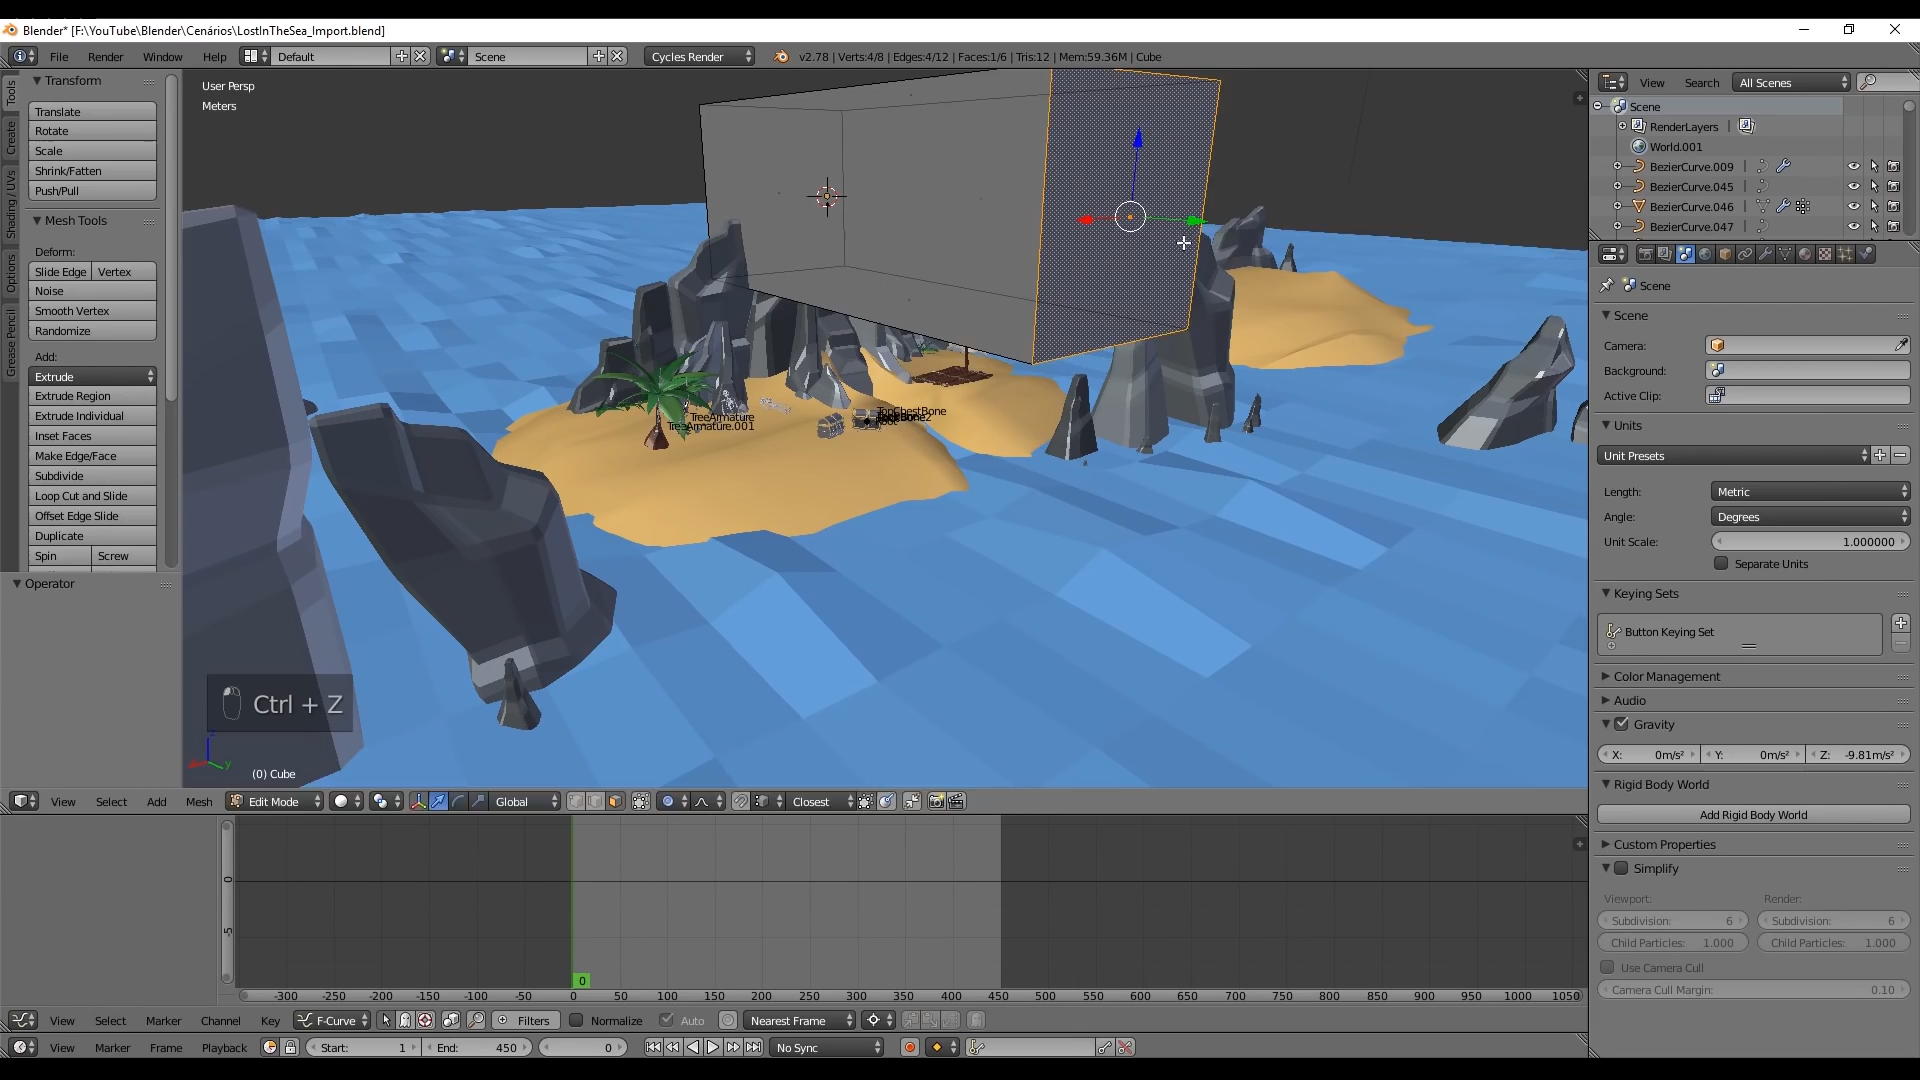 Blender* [F:\YouTube\Blender\Cenários\LostInTheSea_Import.blend]
File Render Window Help Default Scene Cycles Render v2.78 | Verts:4/8 | Edges:4/12 | Faces:1/6 | Tris:12 | Mem:59.36M | Cube
Tools
Create
Shading / UVs
Options
Grease Pencil
Transform
Translate
Rotate
Scale
Shrink/Fatten
Push/Pull
Mesh Tools
Deform:
Slide Edge Vertex
Noise
Smooth Vertex
Randomize
Add:
Extrude
Extrude Region
Extrude Individual
Inset Faces
Make Edge/Face
Subdivide
Loop Cut and Slide
Offset Edge Slide
Duplicate
Spin Screw
Operator
User Persp
Meters
TreeArmature
TreeArmature.001
TopChestBone
Ctrl + Z
(0) Cube
View Select Add Mesh Edit Mode Global Closest
0
-5
0
-300 -250 -200 -150 -100 -50 0 50 100 150 200 250 300 350 400 450 500 550 600 650 700 750 800 850 900 950 1000 1050
View Select Marker Channel Key F-Curve Filters Normalize Auto Nearest Frame
View Marker Frame Playback Start: 1 End: 450 0 No Sync
View Search All Scenes
Scene
RenderLayers |
World.001
BezierCurve.009
BezierCurve.045
BezierCurve.046
BezierCurve.047
Scene
Scene
Camera:
Background:
Active Clip:
Units
Unit Presets
Length: Metric
Angle: Degrees
Unit Scale: 1.000000
Separate Units
Keying Sets
Button Keying Set
Color Management
Audio
Gravity
X: 0m/s² Y: 0m/s² Z: -9.81m/s²
Rigid Body World
Add Rigid Body World
Custom Properties
Simplify
Viewport: Render:
Subdivision: 6 Subdivision: 6
Child Particles: 1.000 Child Particles: 1.000
Use Camera Cull
Camera Cull Margin: 0.10